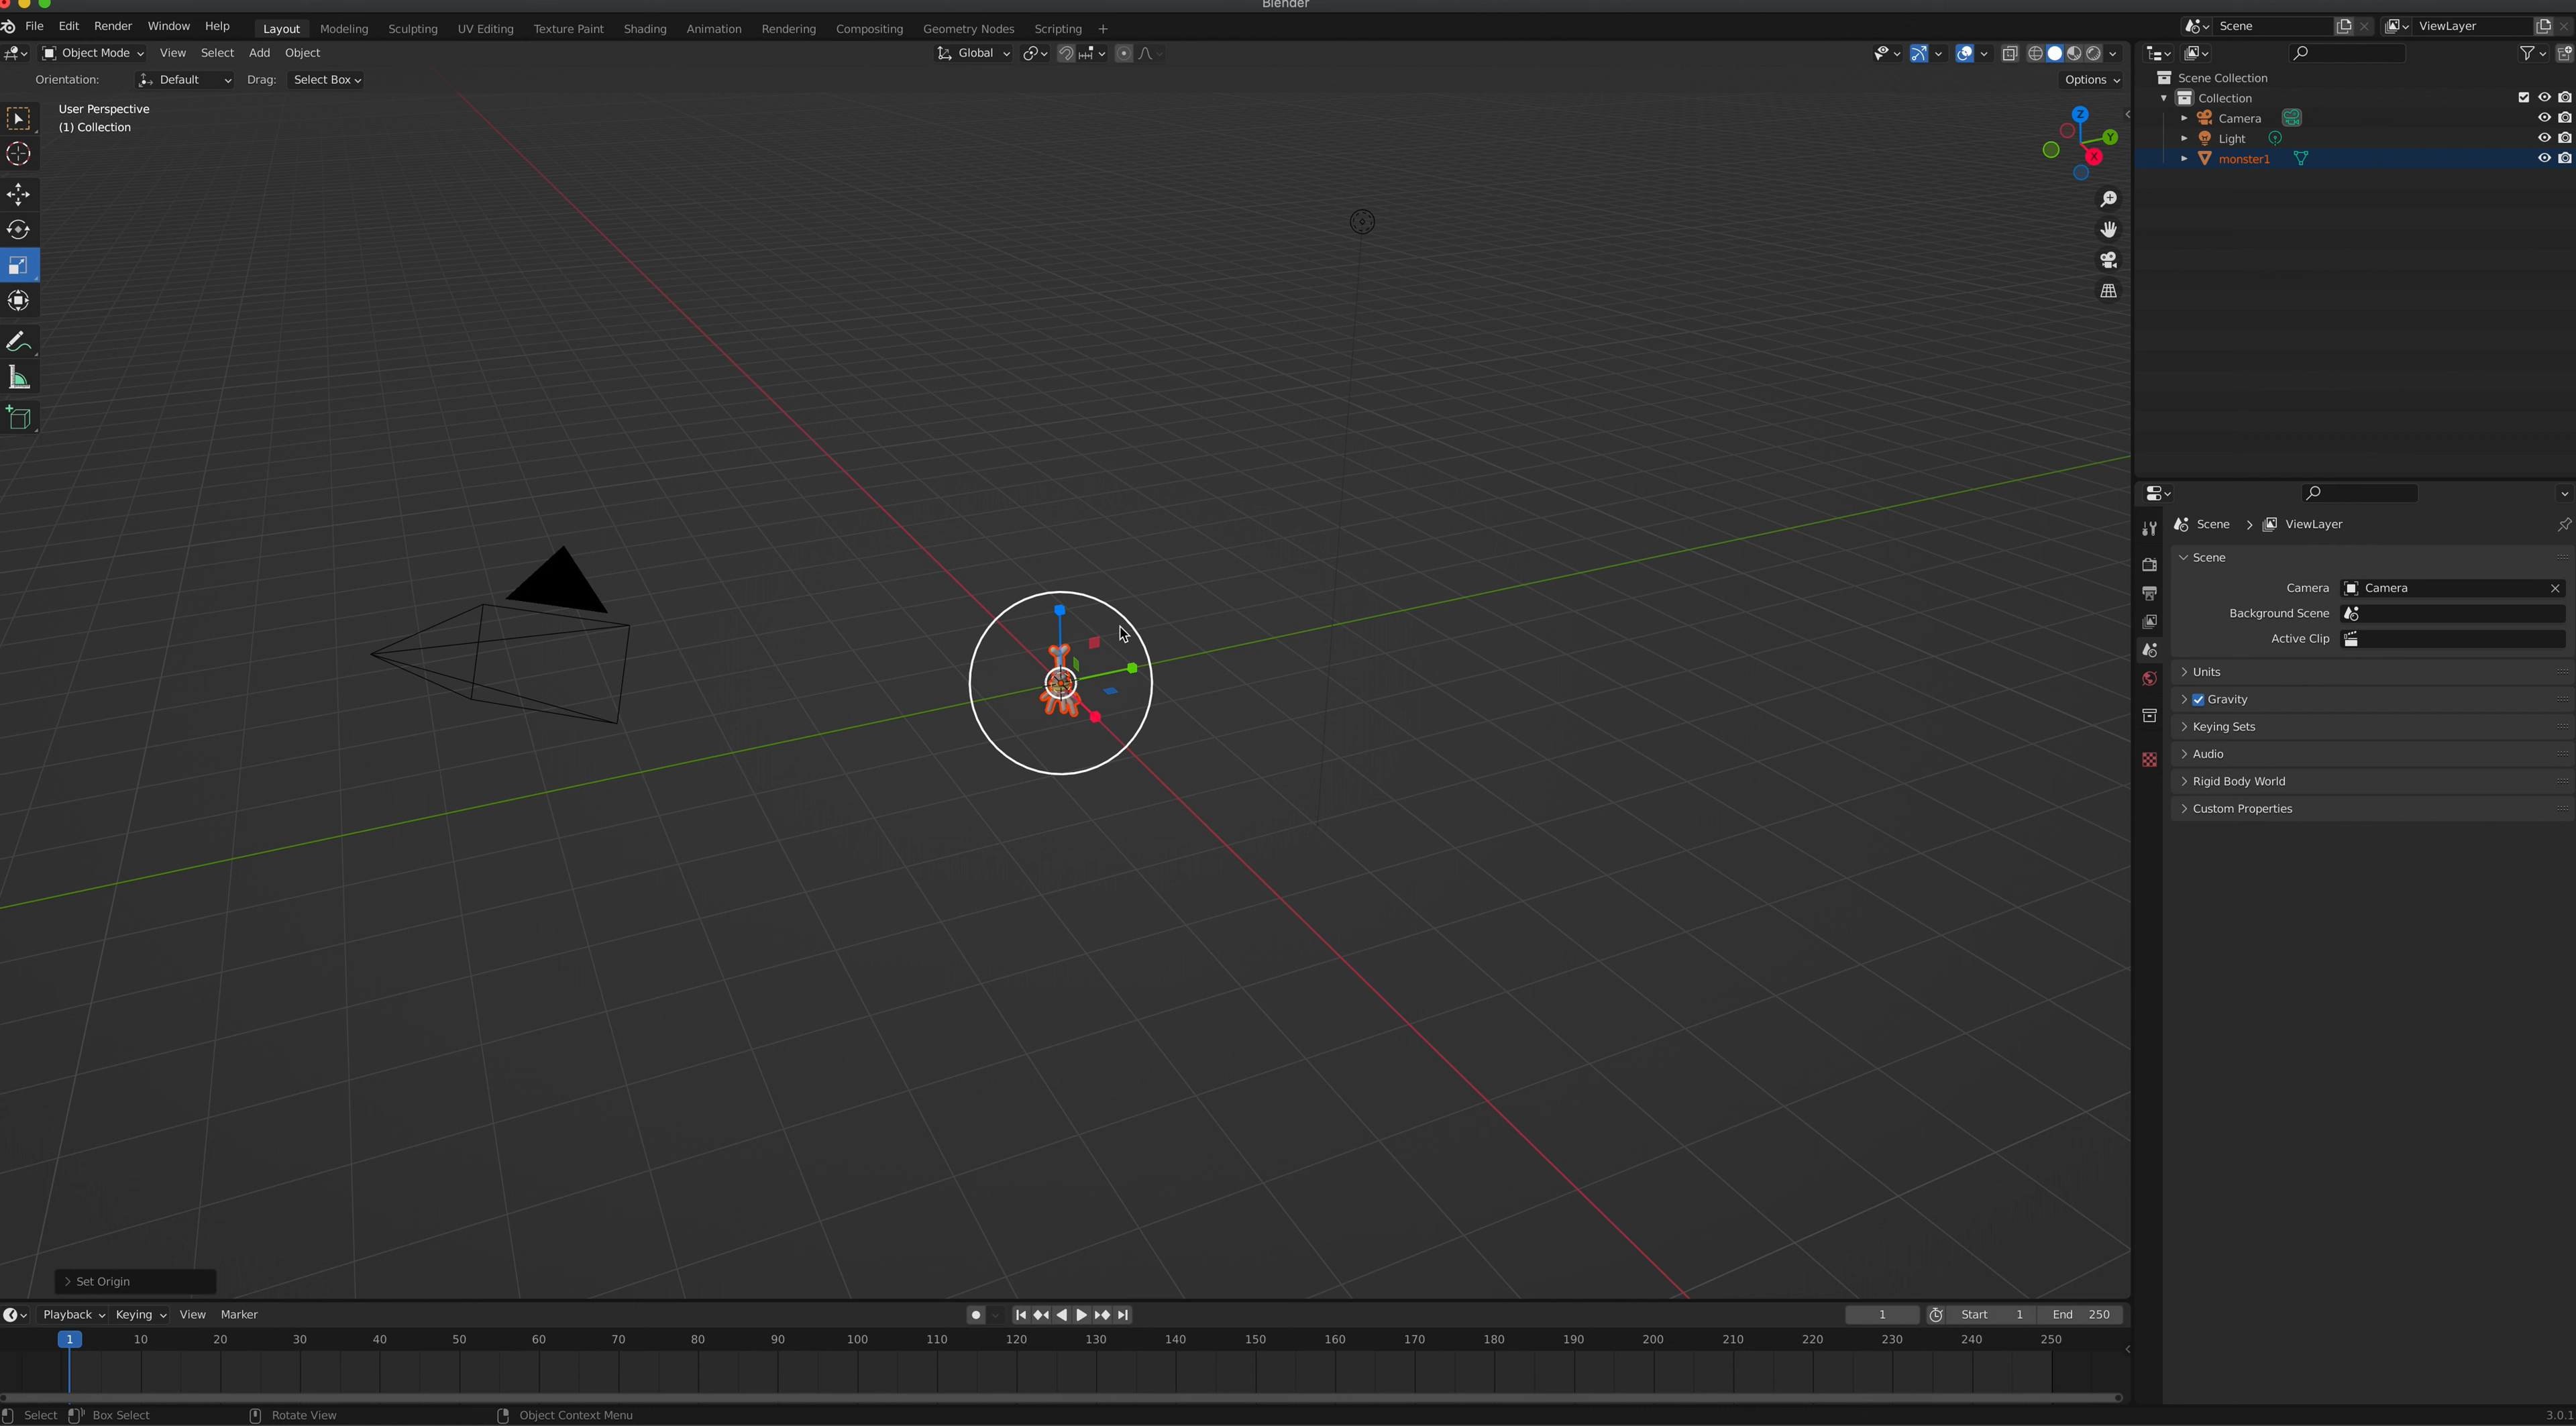 Blender
File Edit Render Window Help Layout Modeling Sculpting UV Editing Texture Paint Shading Animation Rendering Compositing Geometry Nodes Scripting + Scene ViewLayer
Object Mode View Select Add Object Global
Orientation: Default Drag: Select Box Options
User Perspective
(1) Collection
Z
Y
X
Scene Collection
Collection
Camera
Light
monster1
Scene > ViewLayer
Scene
Camera Camera
Background Scene
Active Clip
Units
Gravity
Keying Sets
Audio
Rigid Body World
Custom Properties
Set Origin
Playback Keying View Marker 1 Start 1 End 250
1 10 20 30 40 50 60 70 80 90 100 110 120 130 140 150 160 170 180 190 200 210 220 230 240 250
Select Box Select Rotate View Object Context Menu 3.0.1